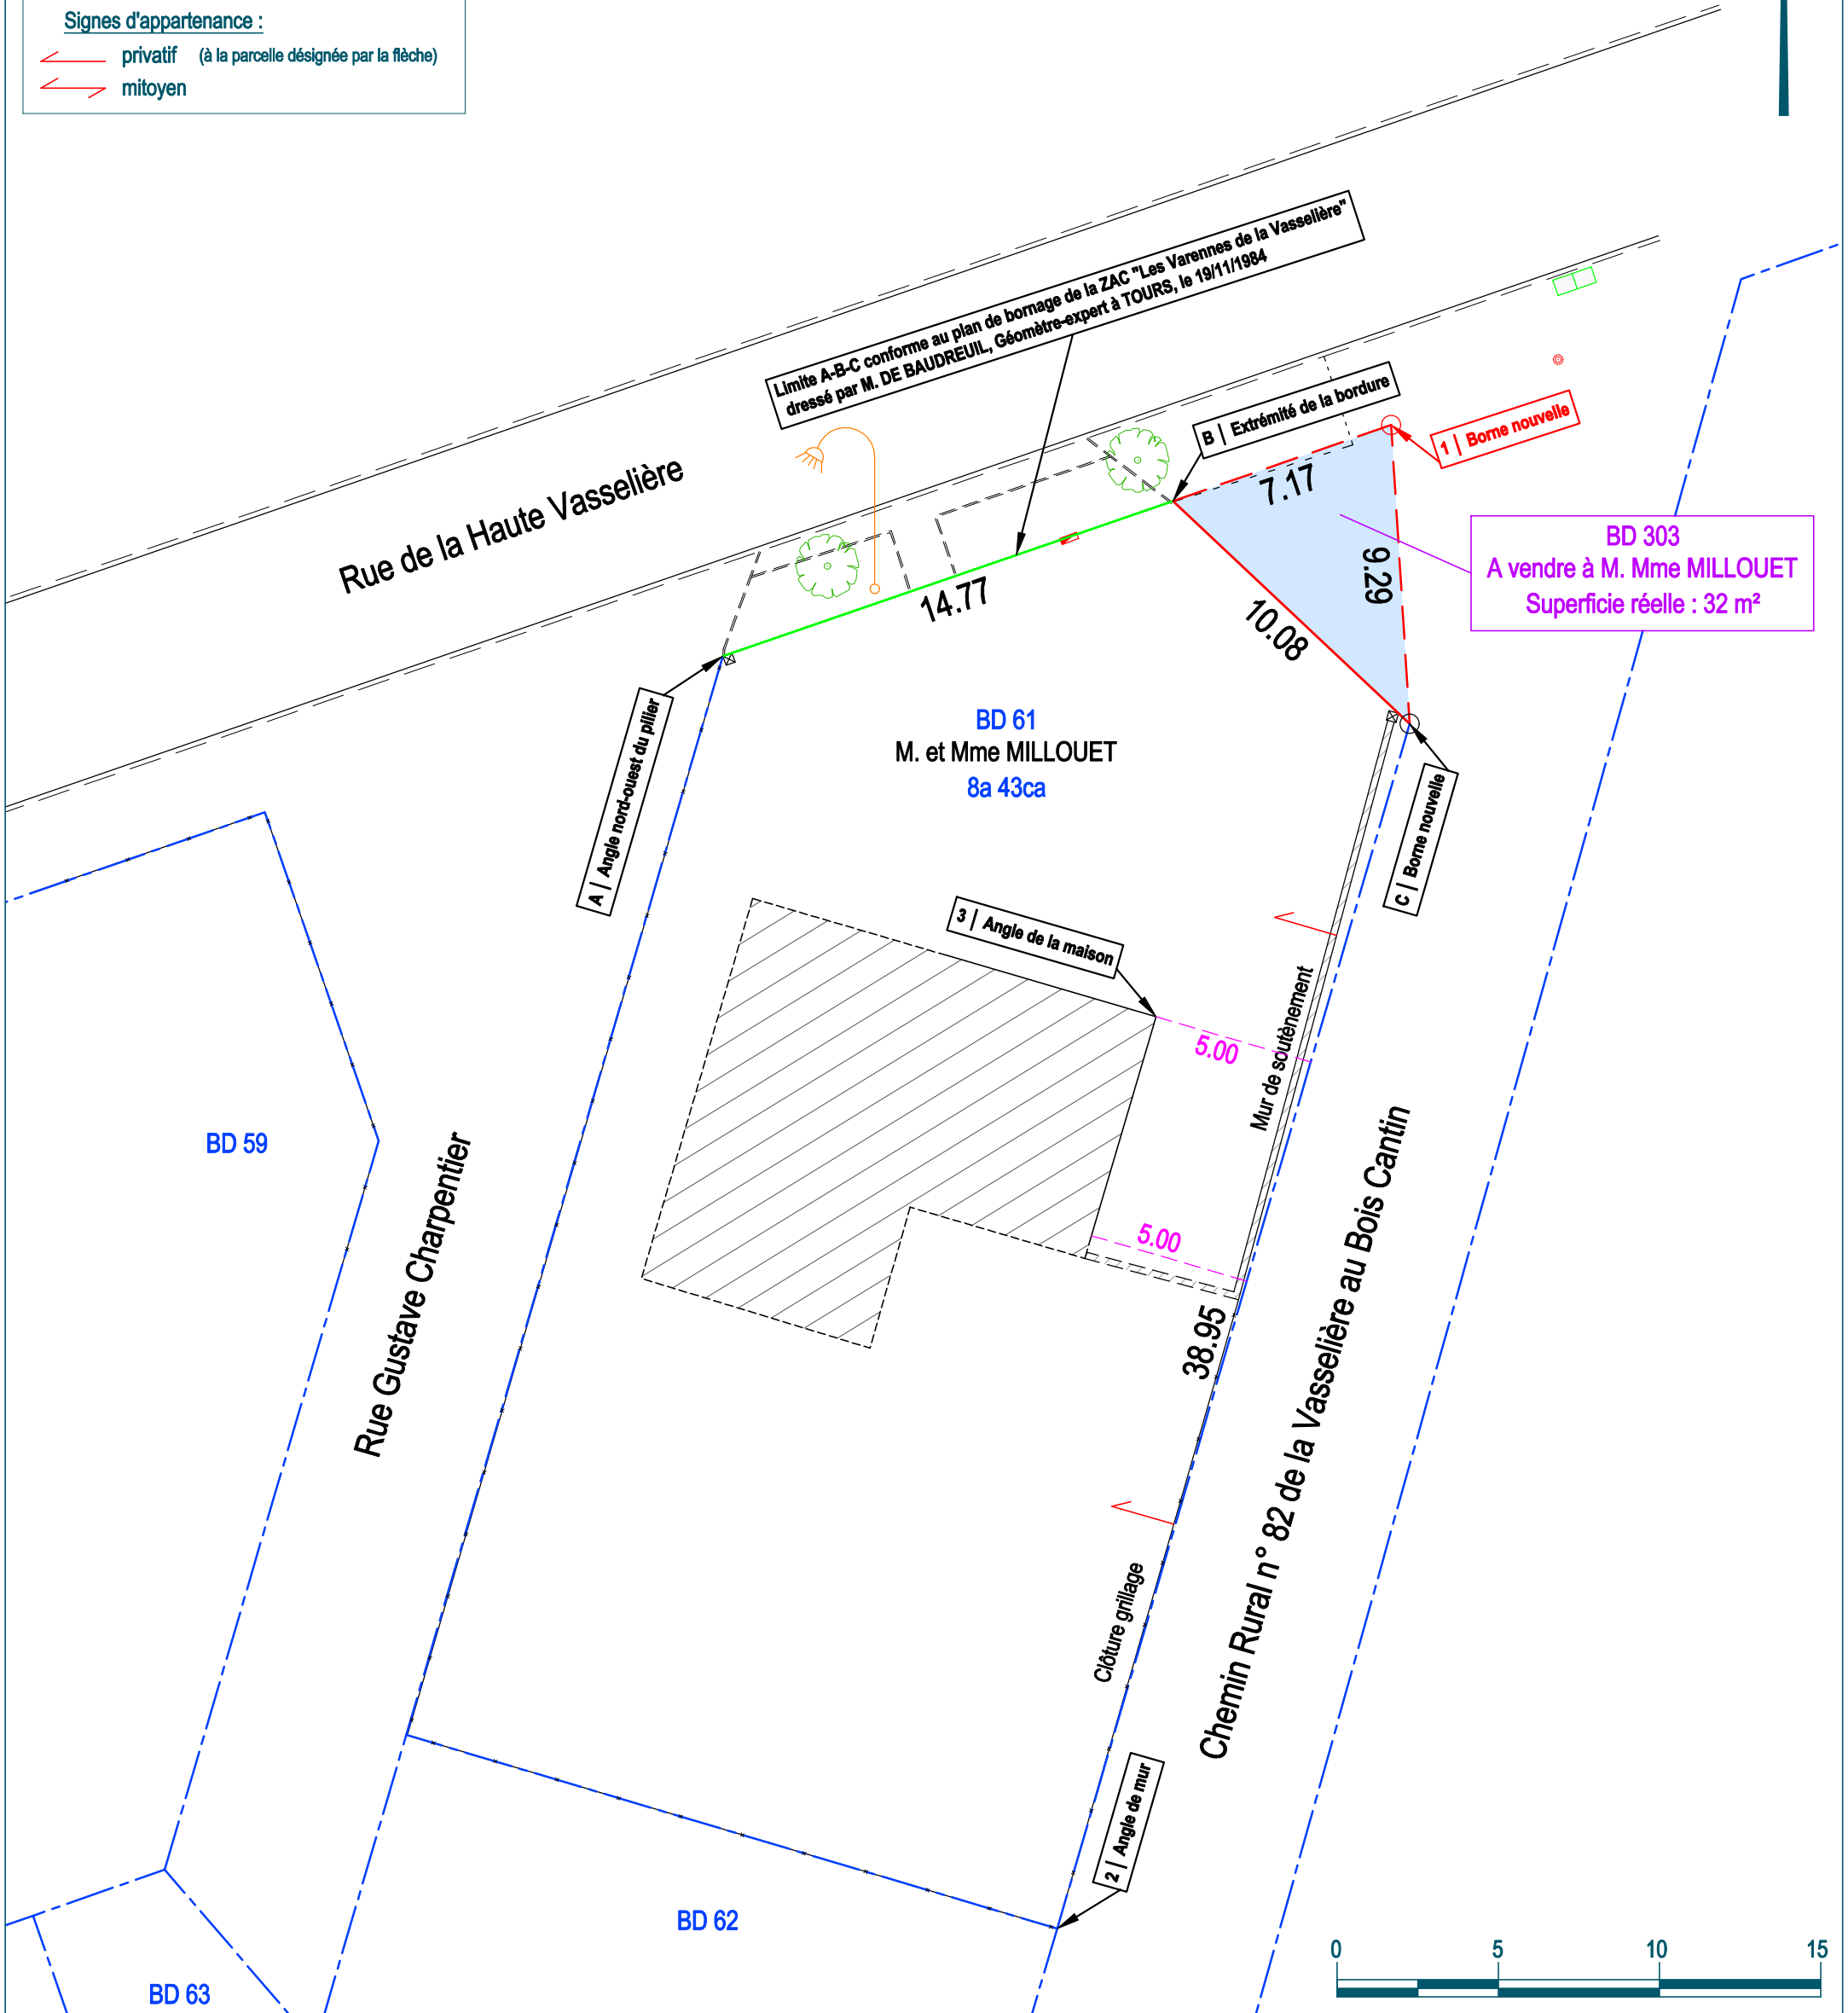 Signes d'appartenance :
privatif (à la parcelle désignée par la flèche)
mitoyen
Limite A-B-C conforme au plan de bornage de la ZAC "Les Varennes de la Vasselière"
dressé par M. DE BAUDREUIL, Géomètre-expert à TOURS, le 19/11/1984
Rue de la Haute Vasselière
B | Extrémité de la bordure
1 | Borne nouvelle
7.17
9.29
10.08
14.77
BD 303
A vendre à M. Mme MILLOUET
Superficie réelle : 32 m²
A | Angle nord-ouest du pilier
BD 61
M. et Mme MILLOUET
8a 43ca
C | Borne nouvelle
3 | Angle de la maison
5.00
Mur de soutènement
5.00
38.95
BD 59
Rue Gustave Charpentier
Chemin Rural n° 82 de la Vasselière au Bois Cantin
Clôture grillage
2 | Angle de mur
BD 62
BD 63
0 5 10 15